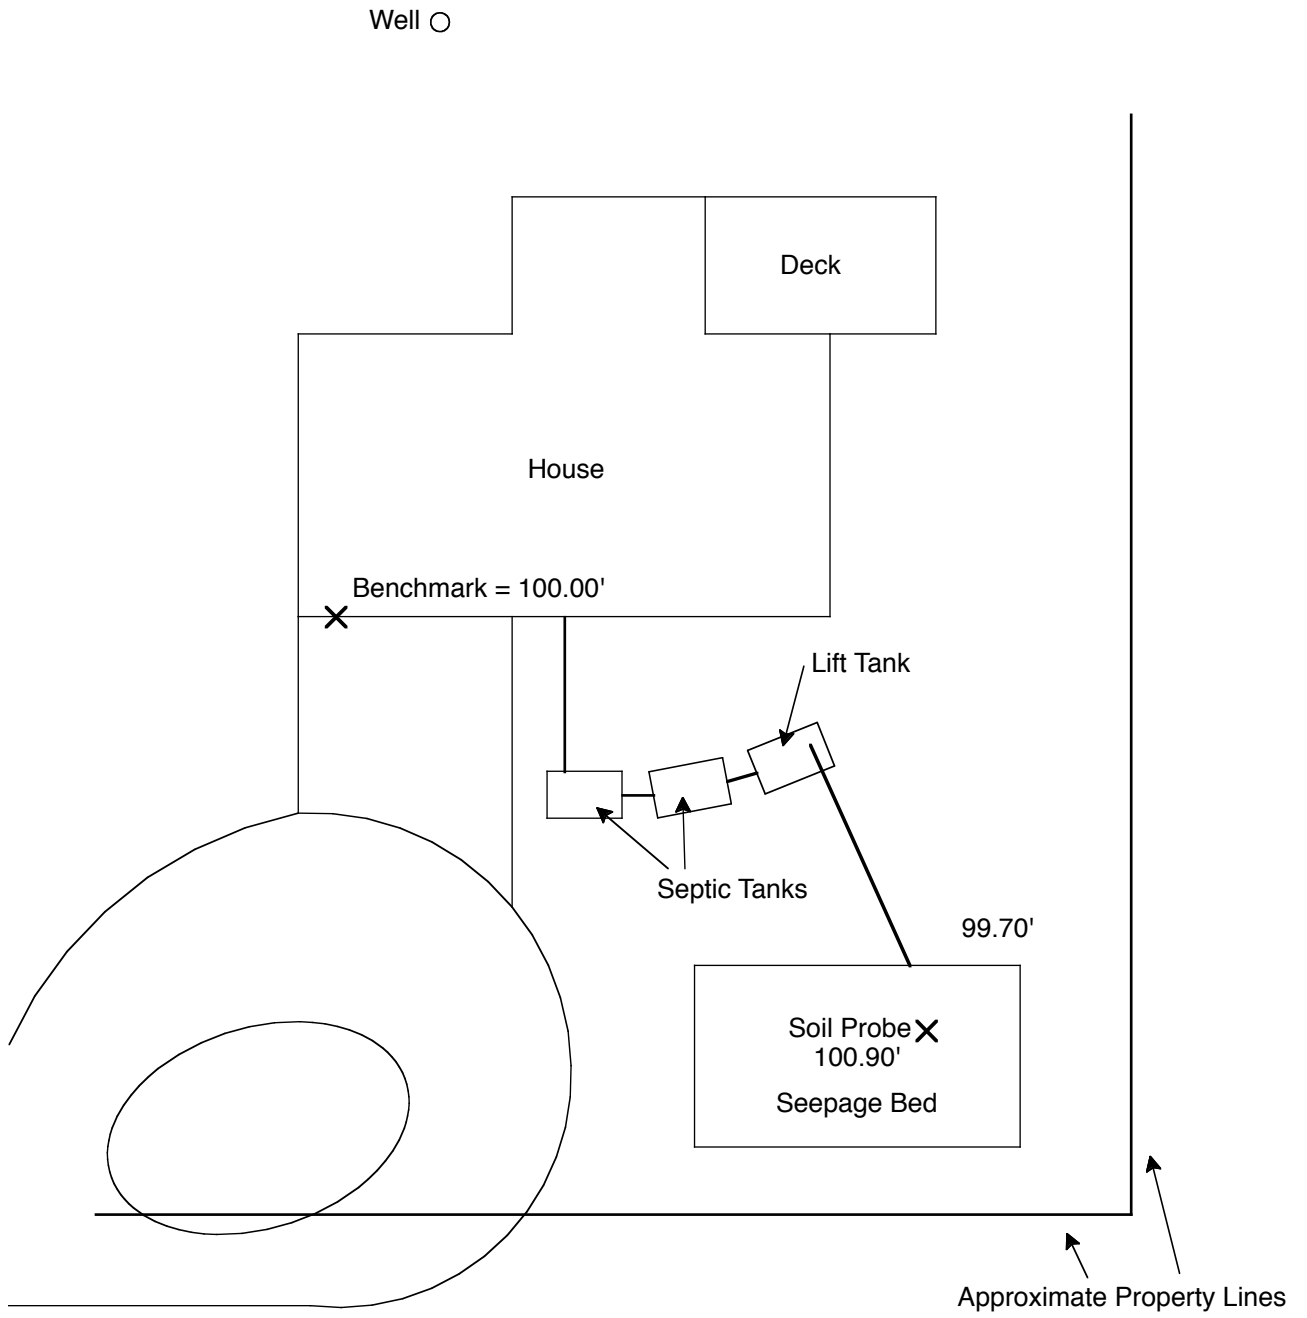 Well
Deck
House
Benchmark = 100.00'
Lift Tank
Septic Tanks
99.70'
Soil Probe
100.90'
Seepage Bed
Approximate Property Lines